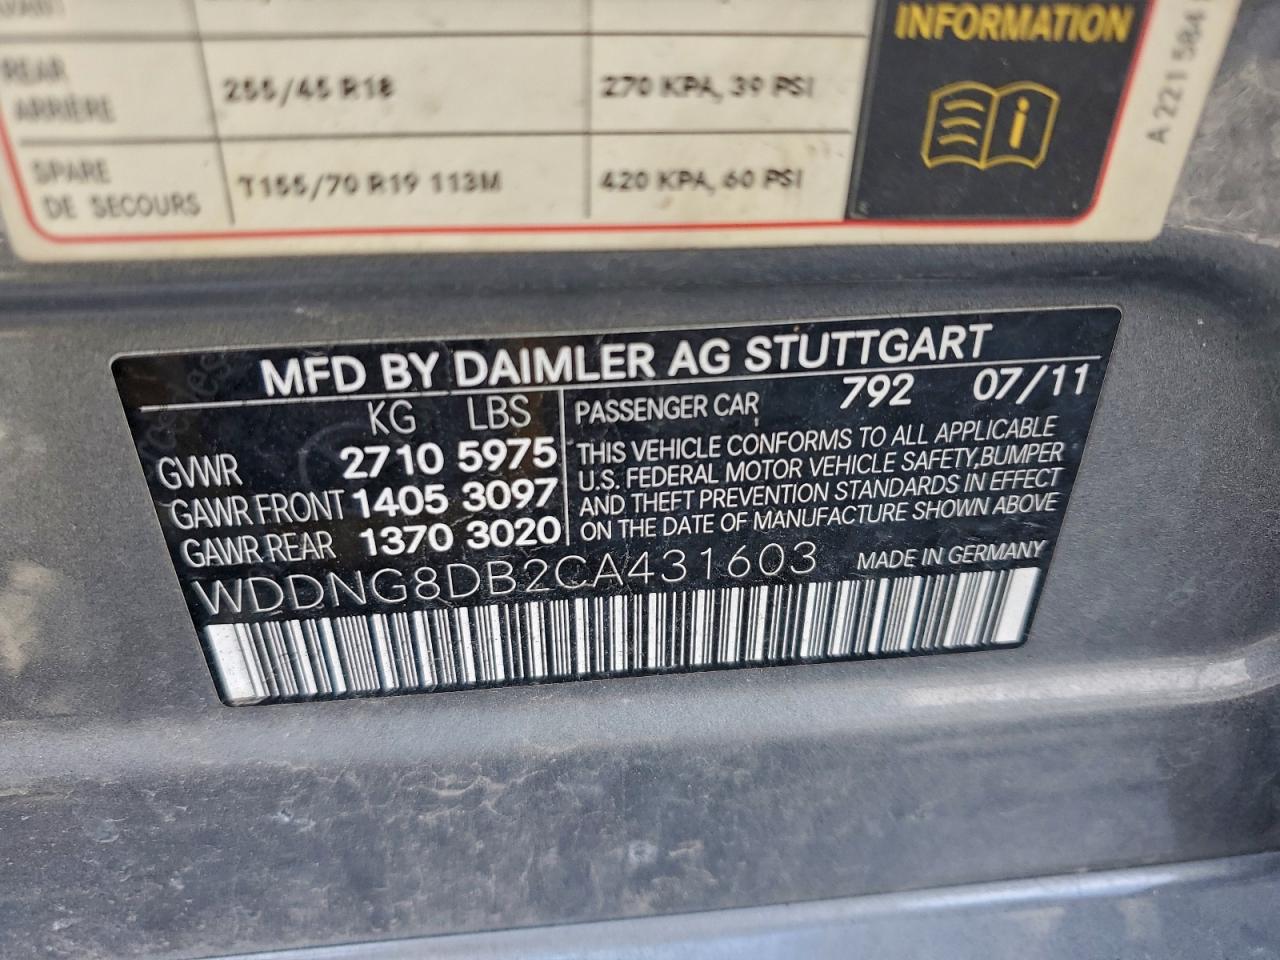 INFORMATION
REAR 255/45 R18 270 KPA, 39 PSI
ARRIÈRE
SPARE T155/70 R19 113M 420 KPA, 60 PSI
DE SECOURS
A 221 584
MFD BY DAIMLER AG STUTTGART
KG LBS
GVWR 2710 5975
GAWR FRONT 1405 3097
GAWR REAR 1370 3020
PASSENGER CAR 792 07/11
THIS VEHICLE CONFORMS TO ALL APPLICABLE
U.S. FEDERAL MOTOR VEHICLE SAFETY, BUMPER
AND THEFT PREVENTION STANDARDS IN EFFECT
ON THE DATE OF MANUFACTURE SHOWN ABOVE
WDDNG8DB2CA431603 MADE IN GERMANY